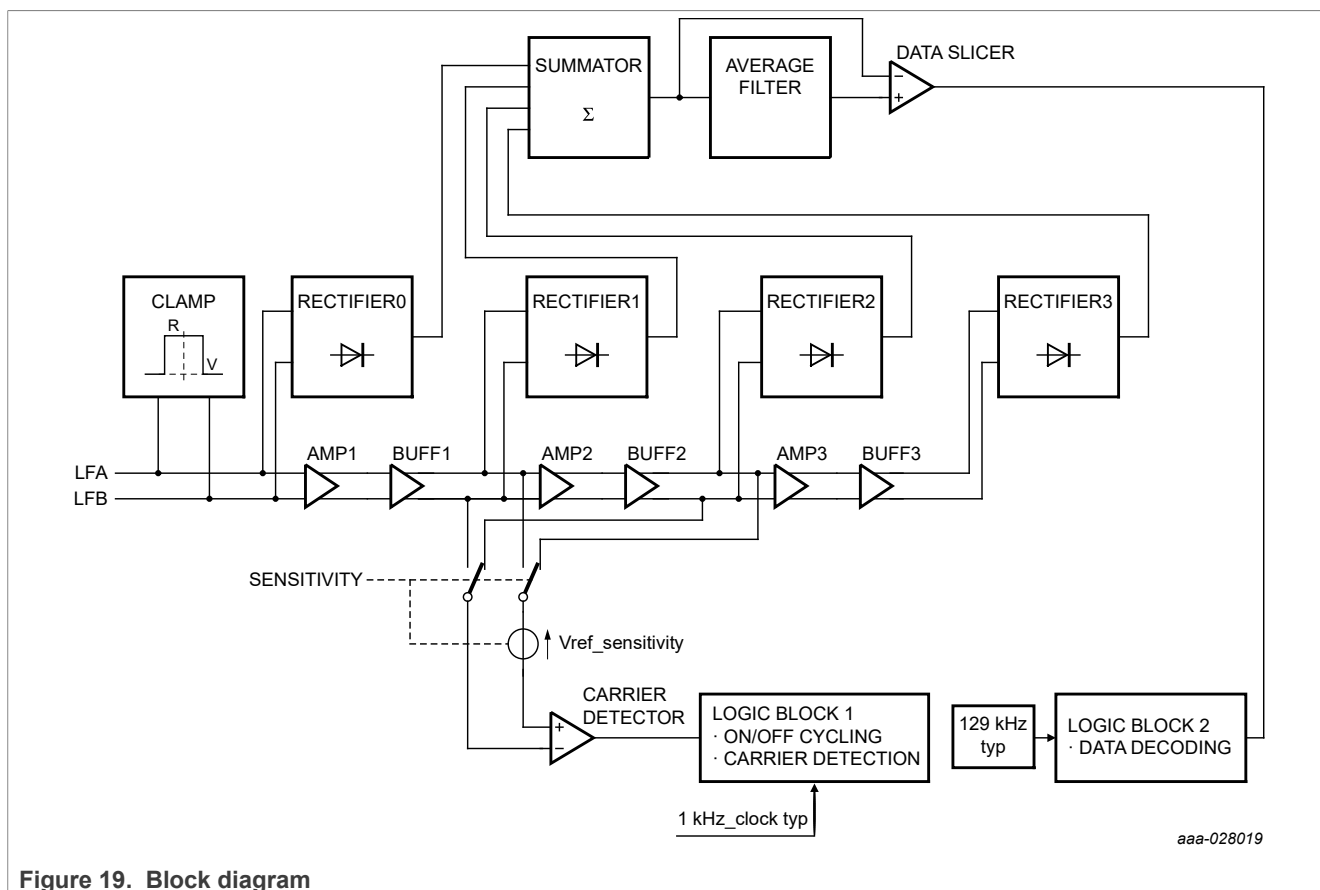 SUMMATOR
Σ
AVERAGE
FILTER
DATA SLICER
−
+
CLAMP
R
V
RECTIFIER0
RECTIFIER1
RECTIFIER2
RECTIFIER3
AMP1
BUFF1
AMP2
BUFF2
AMP3
BUFF3
LFA
LFB
SENSITIVITY
Vref_sensitivity
CARRIER
DETECTOR
+
−
LOGIC BLOCK 1
· ON/OFF CYCLING
· CARRIER DETECTION
129 kHz
typ
LOGIC BLOCK 2
· DATA DECODING
1 kHz_clock typ
aaa-028019
Figure 19. Block diagram